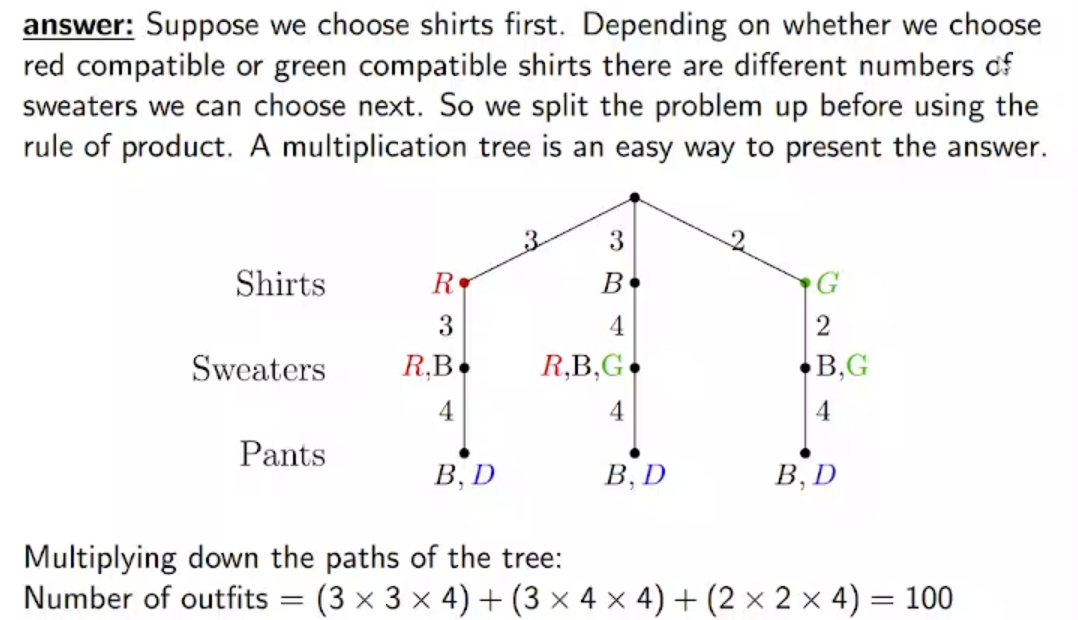 answer: Suppose we choose shirts first. Depending on whether we choose
red compatible or green compatible shirts there are different numbers of
sweaters we can choose next. So we split the problem up before using the
rule of product. A multiplication tree is an easy way to present the answer.
3 3 2
Shirts R B G
3 4 2
Sweaters R,B R,B,G B,G
4 4 4
Pants
B, D B, D B, D
Multiplying down the paths of the tree:
Number of outfits = (3 × 3 × 4) + (3 × 4 × 4) + (2 × 2 × 4) = 100